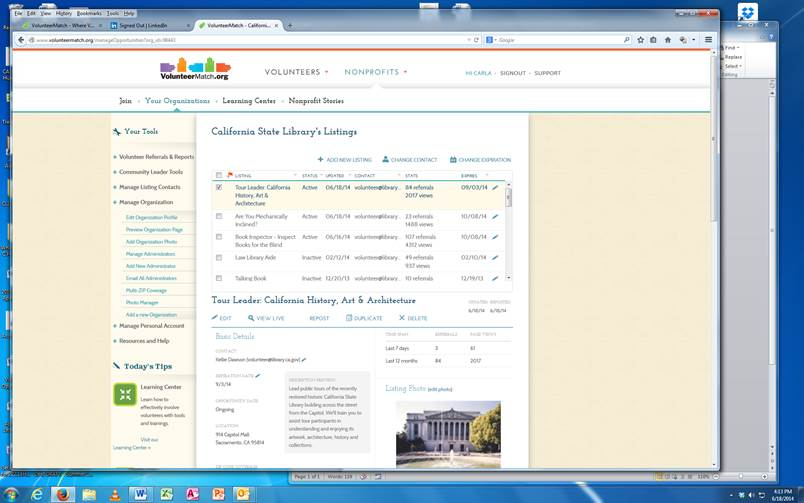 File Edit View History Bookmarks Tools Help
VolunteerMatch - Where V...
Signed Out | LinkedIn
VolunteerMatch - Californi...
www.volunteermatch.org/manageOpportunities?org_id=98443
Google
Find
Replace
Select
Editing
VolunteerMatch.org
VOLUNTEERS
NONPROFITS
HI CARLA
SIGNOUT
SUPPORT
Join
Your Organizations
Learning Center
Nonprofit Stories
Your Tools
Volunteer Referrals & Reports
Community Leader Tools
Manage Listing Contacts
Manage Organization
Edit Organization Profile
Preview Organization Page
Add Organization Photo
Manage Administrators
Add New Administrator
Email All Administrators
Multi-ZIP Coverage
Photo Manager
Add a new Organization
Manage Personal Account
Resources and Help
Today's Tips
Learning Center
Learn how to
effectively involve
volunteers with tools
and trainings.
Visit our
Learning Center »
California State Library's Listings
ADD NEW LISTING
CHANGE CONTACT
CHANGE EXPIRATION
LISTING STATUS UPDATED CONTACT STATS EXPIRES
Tour Leader: California Active 06/18/14 volunteer@library... 84 referrals 09/03/14
History, Art & 2017 views
Architecture
Are You Mechanically Active 06/18/14 volunteer@library... 23 referrals 10/08/14
Inclined? 1488 views
Book Inspector - Inspect Active 06/16/14 volunteer@library... 107 referrals 10/08/14
Books for the Blind 4312 views
Law Library Aide Inactive 02/12/14 volunteer@library... 49 referrals 02/10/14
937 views
Talking Book Inactive 12/20/13 volunteer@library... 10 referrals 12/19/13
Tour Leader: California History, Art & Architecture
UPDATED REPOSTED
6/18/14 6/18/14
EDIT
VIEW LIVE
REPOST
DUPLICATE
DELETE
Basic Details
CONTACT
Kellie Dawson (volunteer@library.ca.gov)
EXPIRATION DATE
9/3/14
OPPORTUNITY DATE
Ongoing
LOCATION
914 Capitol Mall
Sacramento, CA 95814
DESCRIPTION PREVIEW
Lead public tours of the recently
restored historic California State
Library building across the street
from the Capitol. We'll train you to
assist tour participants in
understanding and enjoying its
artwork, architecture, history and
collections.
TIME SPAN REFERRALS PAGE VIEWS
Last 7 days 3 61
Last 12 months 84 2017
Listing Photo (edit photo)
Page: 1 of 1
110%
4:13 PM
6/18/2014